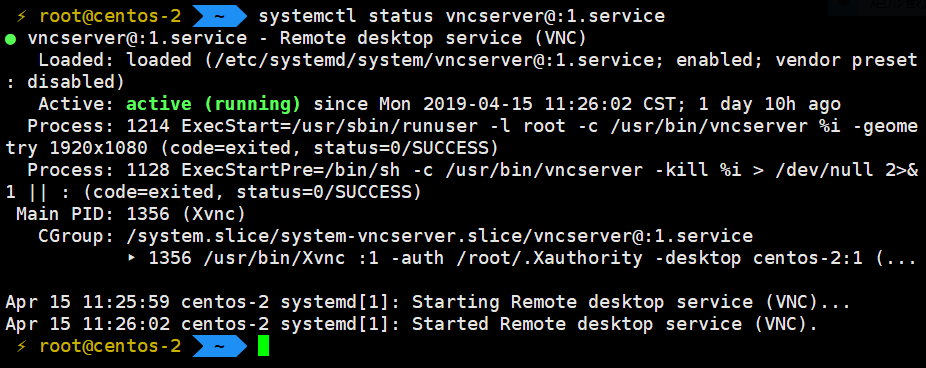 ⚡ root@centos-2 ~ systemctl status vncserver@:1.service
● vncserver@:1.service - Remote desktop service (VNC)
Loaded: loaded (/etc/systemd/system/vncserver@:1.service; enabled; vendor preset
: disabled)
Active: active (running) since Mon 2019-04-15 11:26:02 CST; 1 day 10h ago
Process: 1214 ExecStart=/usr/sbin/runuser -l root -c /usr/bin/vncserver %i -geome
try 1920x1080 (code=exited, status=0/SUCCESS)
Process: 1128 ExecStartPre=/bin/sh -c /usr/bin/vncserver -kill %i > /dev/null 2>&
1 || : (code=exited, status=0/SUCCESS)
Main PID: 1356 (Xvnc)
CGroup: /system.slice/system-vncserver.slice/vncserver@:1.service
‣ 1356 /usr/bin/Xvnc :1 -auth /root/.Xauthority -desktop centos-2:1 (...
Apr 15 11:25:59 centos-2 systemd[1]: Starting Remote desktop service (VNC)...
Apr 15 11:26:02 centos-2 systemd[1]: Started Remote desktop service (VNC).
⚡ root@centos-2 ~